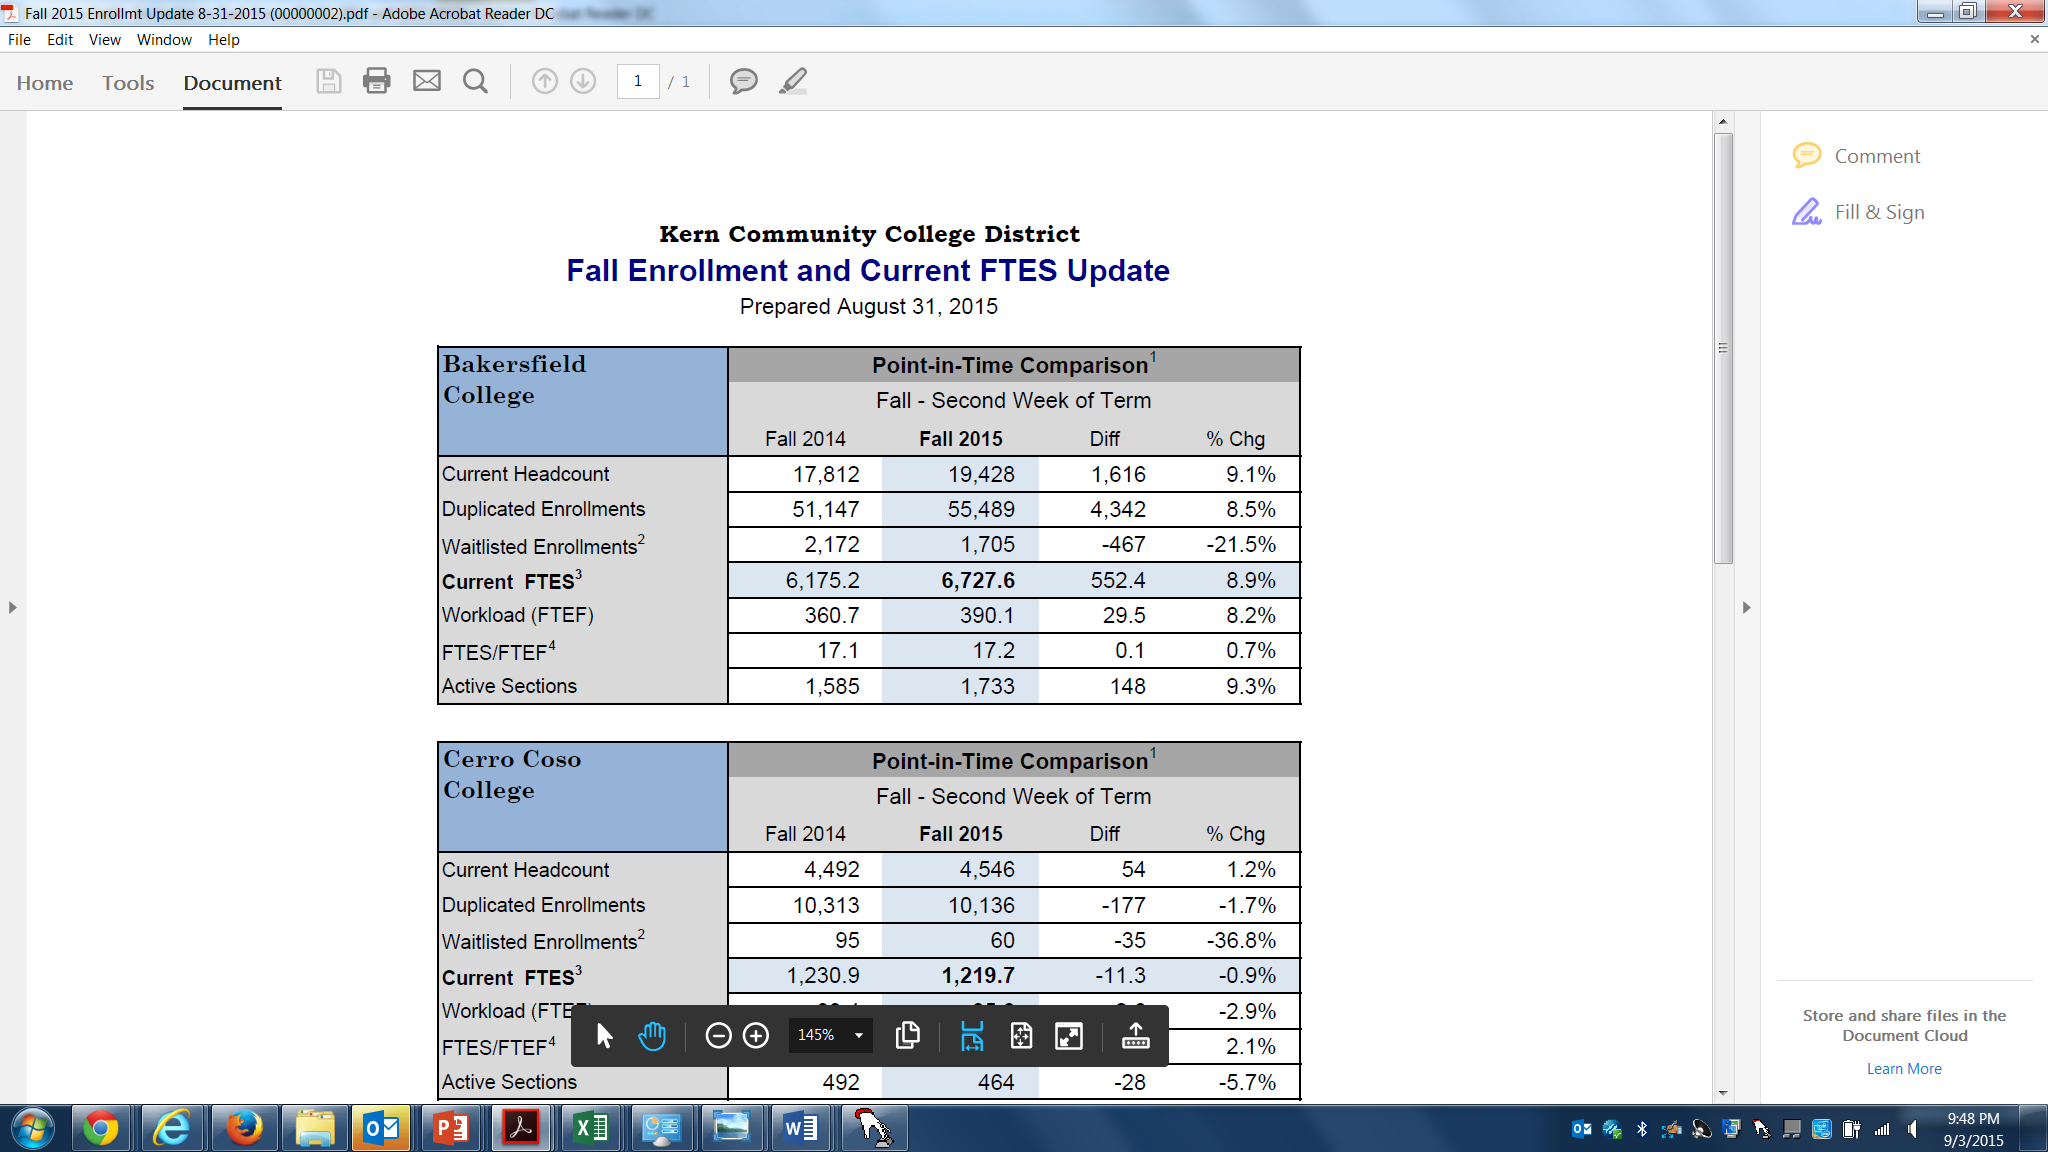 Fall 2015 Enrollmt Update 8-31-2015 (00000002).pdf - Adobe Acrobat Reader DC
File Edit View Window Help
Home Tools Document 1 / 1
Comment
Fill & Sign
Kern Community College District
Fall Enrollment and Current FTES Update
Prepared August 31, 2015
Bakersfield College
Point-in-Time Comparison1
Fall - Second Week of Term
Fall 2014 Fall 2015 Diff % Chg
Current Headcount 17,812 19,428 1,616 9.1%
Duplicated Enrollments 51,147 55,489 4,342 8.5%
Waitlisted Enrollments2 2,172 1,705 -467 -21.5%
Current FTES3 6,175.2 6,727.6 552.4 8.9%
Workload (FTEF) 360.7 390.1 29.5 8.2%
FTES/FTEF4 17.1 17.2 0.1 0.7%
Active Sections 1,585 1,733 148 9.3%
Cerro Coso College
Point-in-Time Comparison1
Fall - Second Week of Term
Fall 2014 Fall 2015 Diff % Chg
Current Headcount 4,492 4,546 54 1.2%
Duplicated Enrollments 10,313 10,136 -177 -1.7%
Waitlisted Enrollments2 95 60 -35 -36.8%
Current FTES3 1,230.9 1,219.7 -11.3 -0.9%
Workload -2.9%
FTES/FTEF4 2.1%
Active Sections 492 464 -28 -5.7%
145%
Store and share files in the
Document Cloud
Learn More
9:48 PM
9/3/2015